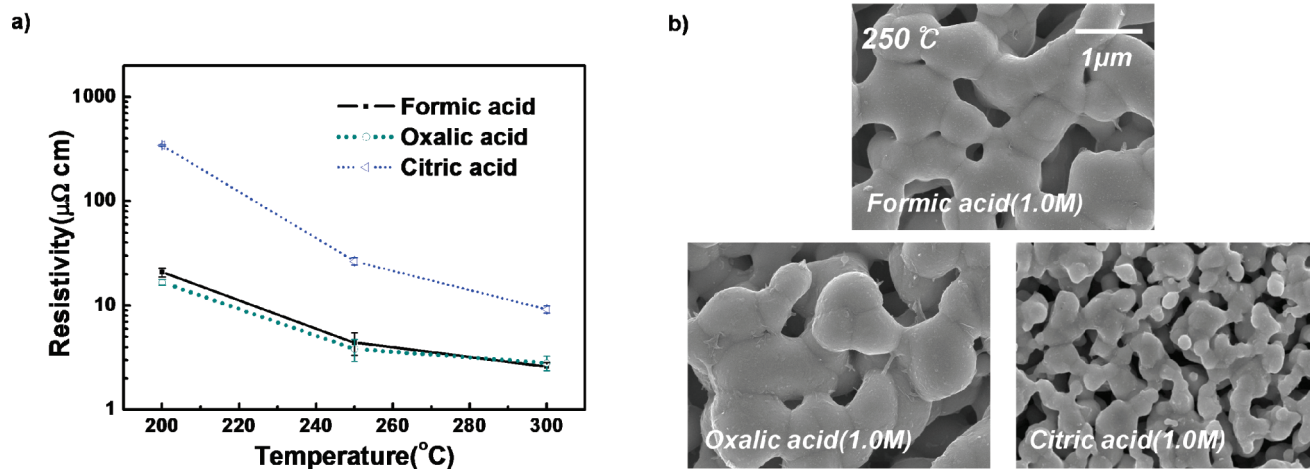 a)
Resistivity(μΩ cm)
1000
100
10
1
Formic acid
Oxalic acid
Citric acid
200 220 240 260 280 300
Temperature(°C)
b)
250 ℃
1μm
Formic acid(1.0M)
Oxalic acid(1.0M)
Citric acid(1.0M)